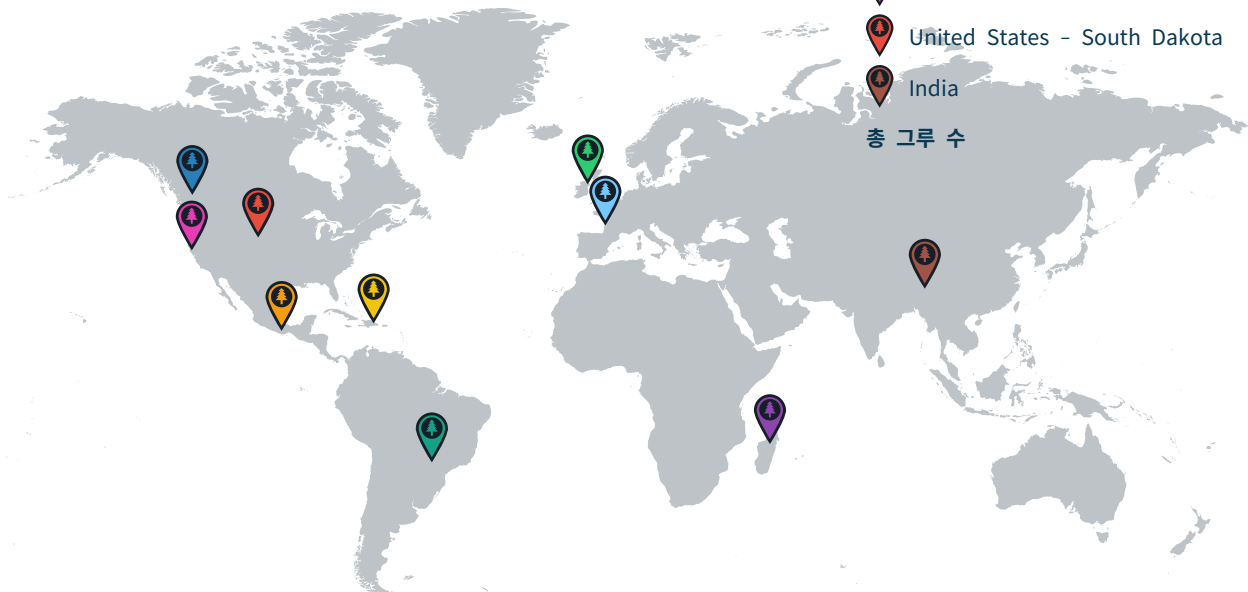 United States - South Dakota
India
총 그루 수